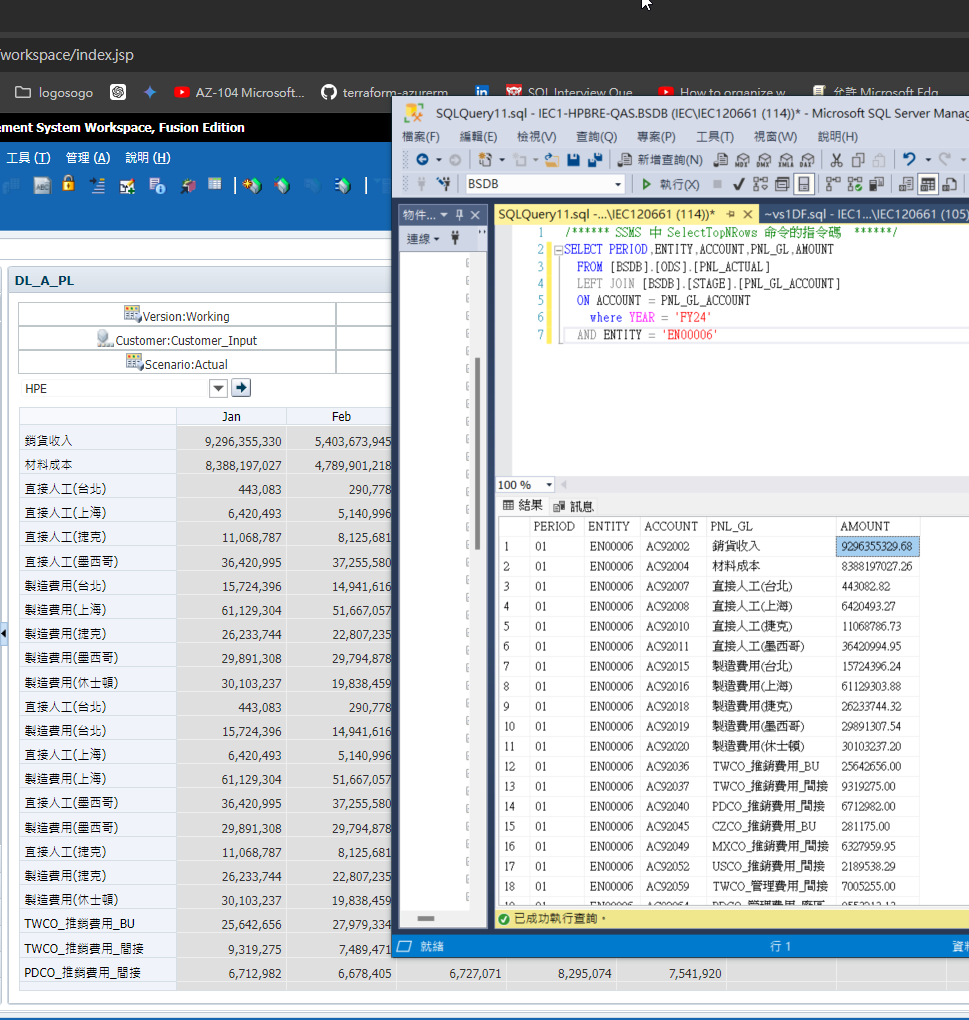 workspace/index.jsp
logosogo
AZ-104 Microsoft...
terraform-azurerm
SQL Interview Que
How to organize w
允許 Microsoft Edg
ement System Workspace, Fusion Edition
工具 (T) 管理 (A) 說明 (H)
DL_A_PL
Version:Working
Customer:Customer_Input
Scenario:Actual
HPE
Jan Feb
銷貨收入 9,296,355,330 5,403,673,945
材料成本 8,388,197,027 4,789,901,218
直接人工(台北) 443,083 290,778
直接人工(上海) 6,420,493 5,140,996
直接人工(捷克) 11,068,787 8,125,681
直接人工(墨西哥) 36,420,995 37,255,580
製造費用(台北) 15,724,396 14,941,616
製造費用(上海) 61,129,304 51,667,057
製造費用(捷克) 26,233,744 22,807,235
製造費用(墨西哥) 29,891,308 29,794,878
製造費用(休士頓) 30,103,237 19,838,459
直接人工(台北) 443,083 290,778
製造費用(台北) 15,724,396 14,941,616
直接人工(上海) 6,420,493 5,140,996
製造費用(上海) 61,129,304 51,667,057
直接人工(墨西哥) 36,420,995 37,255,580
製造費用(墨西哥) 29,891,308 29,794,878
直接人工(捷克) 11,068,787 8,125,681
製造費用(捷克) 26,233,744 22,807,235
製造費用(休士頓) 30,103,237 19,838,459
TWCO_推銷費用_BU 25,642,656 27,979,334
TWCO_推銷費用_間接 9,319,275 7,489,471
PDCO_推銷費用_間接 6,712,982 6,678,405 6,727,071 8,295,074 7,541,920
SQLQuery11.sql - IEC1-HPBRE-QAS.BSDB (IEC\IEC120661 (114))* - Microsoft SQL Server Manag
檔案(F) 編輯(E) 檢視(V) 查詢(Q) 專案(P) 工具(T) 視窗(W) 說明(H)
新增查詢(N)
BSDB 執行(X)
物件...
連線
SQLQuery11.sql -...\IEC120661 (114))* ~vs1DF.sql - IEC1...\IEC120661 (105)
1 /****** SSMS 中 SelectTopNRows 命令的指令碼 ******/
2 SELECT PERIOD,ENTITY,ACCOUNT,PNL_GL,AMOUNT
3 FROM [BSDB].[ODS].[PNL_ACTUAL]
4 LEFT JOIN [BSDB].[STAGE].[PNL_GL_ACCOUNT]
5 ON ACCOUNT = PNL_GL_ACCOUNT
6 where YEAR = 'FY24'
7 AND ENTITY = 'EN00006'
100 %
結果 訊息
PERIOD ENTITY ACCOUNT PNL_GL AMOUNT
1 01 EN00006 AC92002 銷貨收入 9296355329.68
2 01 EN00006 AC92004 材料成本 8388197027.26
3 01 EN00006 AC92007 直接人工(台北) 443082.82
4 01 EN00006 AC92008 直接人工(上海) 6420493.27
5 01 EN00006 AC92010 直接人工(捷克) 11068786.73
6 01 EN00006 AC92011 直接人工(墨西哥) 36420994.95
7 01 EN00006 AC92015 製造費用(台北) 15724396.24
8 01 EN00006 AC92016 製造費用(上海) 61129303.88
9 01 EN00006 AC92018 製造費用(捷克) 26233744.32
10 01 EN00006 AC92019 製造費用(墨西哥) 29891307.54
11 01 EN00006 AC92020 製造費用(休士頓) 30103237.20
12 01 EN00006 AC92036 TWCO_推銷費用_BU 25642656.00
13 01 EN00006 AC92037 TWCO_推銷費用_間接 9319275.00
14 01 EN00006 AC92040 PDCO_推銷費用_間接 6712982.00
15 01 EN00006 AC92045 CZCO_推銷費用_BU 281175.00
16 01 EN00006 AC92049 MXCO_推銷費用_間接 6327959.95
17 01 EN00006 AC92052 USCO_推銷費用_間接 2189538.29
18 01 EN00006 AC92059 TWCO_管理費用_間接 7005255.00
已成功執行查詢。
就緒 行 1